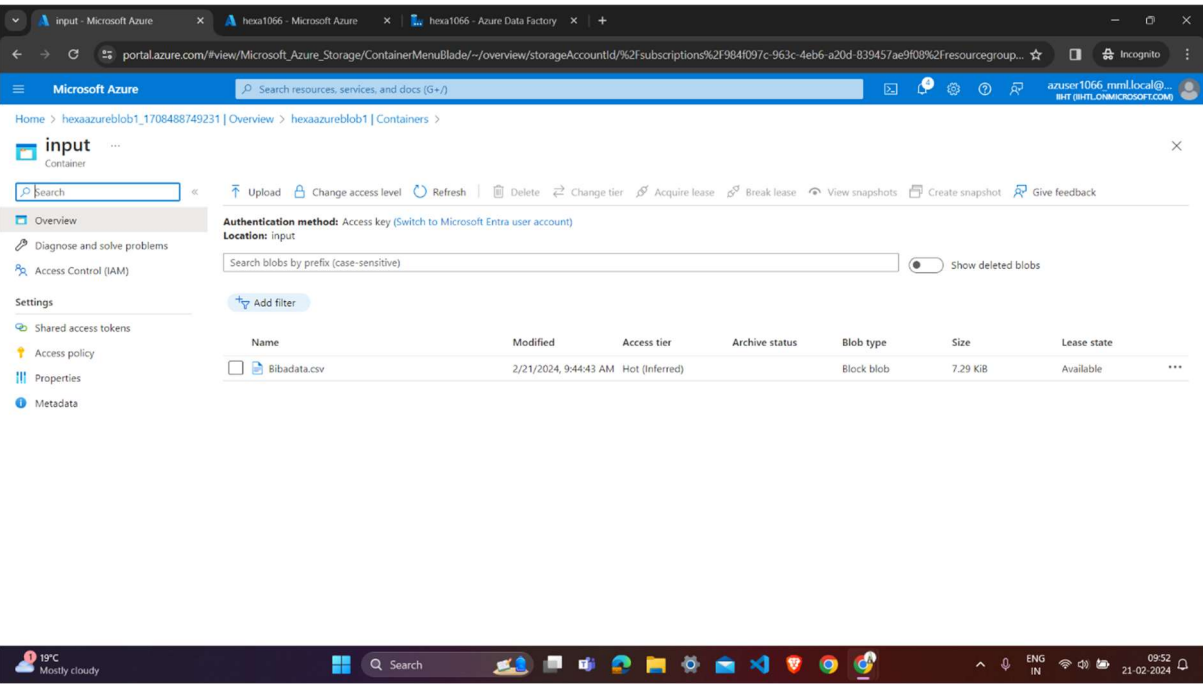 input - Microsoft Azure
hexa1066 - Microsoft Azure
hexa1066 - Azure Data Factory
portal.azure.com/#view/Microsoft_Azure_Storage/ContainerMenuBlade/~/overview/storageAccountId/%2Fsubscriptions%2F984f097c-963c-4eb6-a20d-839457ae9f08%2Fresourcegroup...
Incognito
Microsoft Azure
Search resources, services, and docs (G+/)
4
azuser1066_mml.local@...
IIHT (IIHTL.ONMICROSOFT.COM)
Home > hexaazureblob1_1708488749231 | Overview > hexaazureblob1 | Containers >
input ...
Container
Search
«
Upload Change access level Refresh Delete Change tier Acquire lease Break lease View snapshots Create snapshot Give feedback
Overview
Diagnose and solve problems
Access Control (IAM)
Settings
Shared access tokens
Access policy
Properties
Metadata
Authentication method: Access key (Switch to Microsoft Entra user account)
Location: input
Search blobs by prefix (case-sensitive)
Show deleted blobs
Add filter
Name Modified Access tier Archive status Blob type Size Lease state
Bibadata.csv 2/21/2024, 9:44:43 AM Hot (Inferred) Block blob 7.29 KiB Available ...
1
19°C
Mostly cloudy
Search
ENG
IN
09:52
21-02-2024